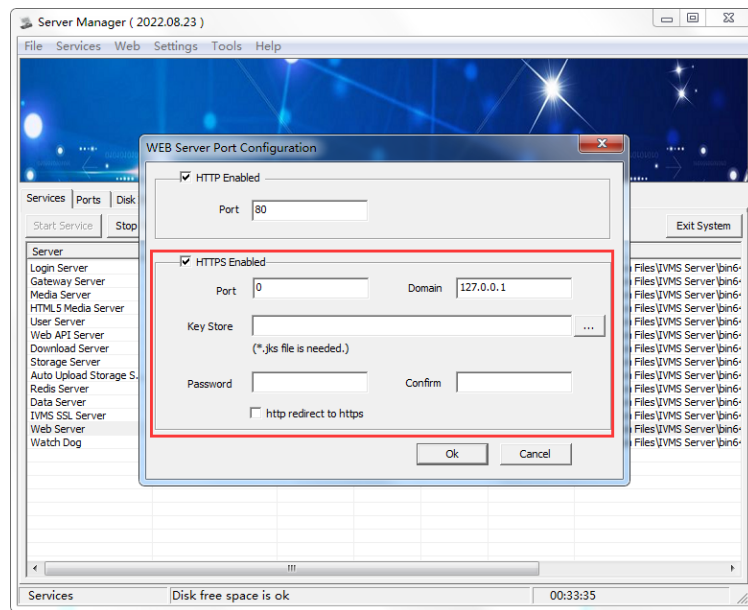 Server Manager ( 2022.08.23 )
File Services Web Settings Tools Help
WEB Server Port Configuration
HTTP Enabled
Port 80
HTTPS Enabled
Port 0 Domain 127.0.0.1
Key Store ...
(*.jks file is needed.)
Password Confirm
http redirect to https
Ok Cancel
Services Ports Disk
Start Service Stop Exit System
Server
Login Server Files\IVMS Server\bin6
Gateway Server Files\IVMS Server\bin6
Media Server Files\IVMS Server\bin6
HTML5 Media Server Files\IVMS Server\bin6
User Server Files\IVMS Server\bin6
Web API Server Files\IVMS Server\bin6
Download Server Files\IVMS Server\bin6
Storage Server Files\IVMS Server\bin6
Auto Upload Storage S... Files\IVMS Server\bin6
Redis Server Files\IVMS Server\bin6
Data Server Files\IVMS Server\bin6
IVMS SSL Server Files\IVMS Server\bin6
Web Server Files\IVMS Server\bin6
Watch Dog Files\IVMS Server\bin6
Services Disk free space is ok 00:33:35